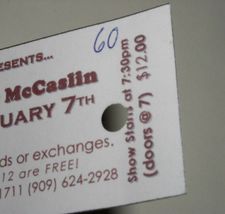 ESENTS...
60
McCaslin
UARY 7TH
ds or exchanges.
12 are FREE!
1711 (909) 624-2928
Show Starts at 7:30pm
(doors @ 7) $12.00